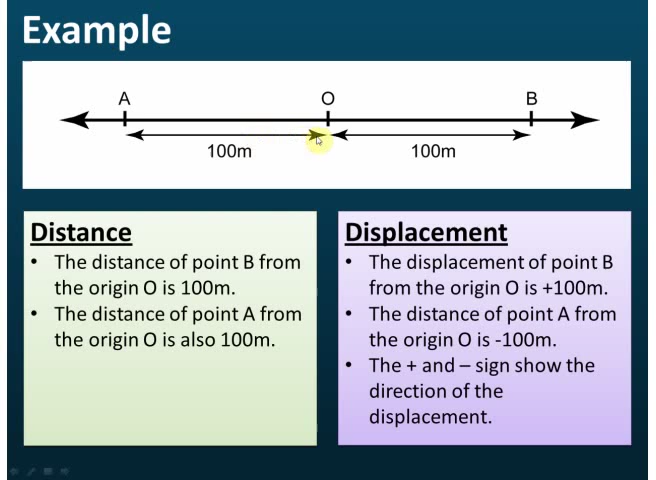 Example
A O B
100m 100m
Distance
• The distance of point B from
the origin O is 100m.
• The distance of point A from
the origin O is also 100m.
Displacement
• The displacement of point B
from the origin O is +100m.
• The distance of point A from
the origin O is -100m.
• The + and – sign show the
direction of the
displacement.